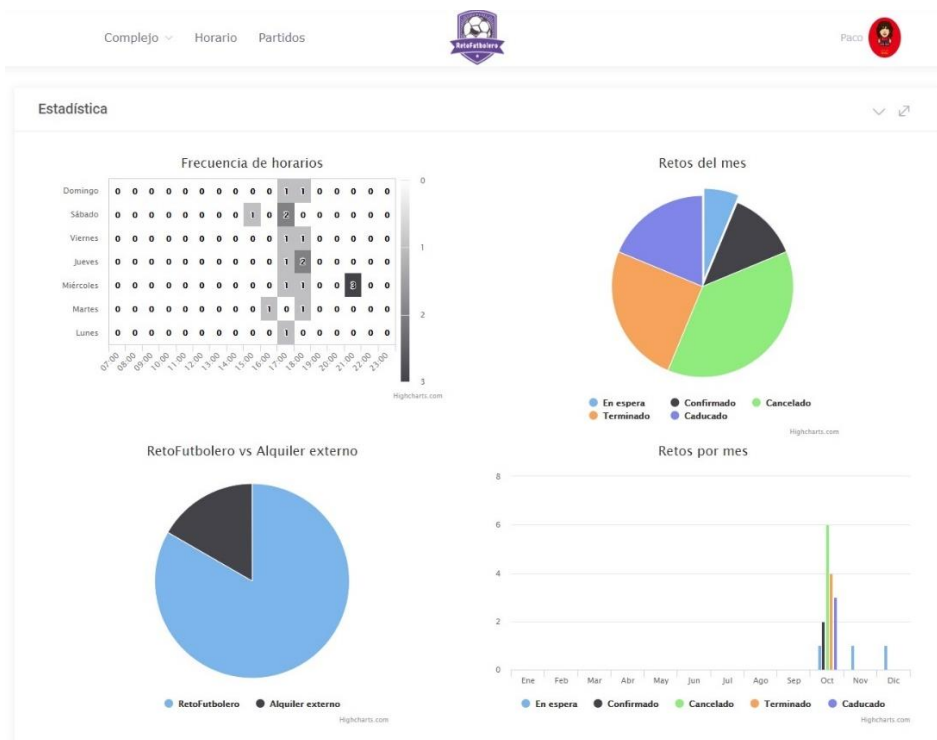 Complejo Horario Partidos
RetoFutbolero
Paco
Estadística
Frecuencia de horarios
Domingo 0 0 0 0 0 0 0 0 0 0 1 1 0 0 0 0 0
Sábado 0 0 0 0 0 0 0 0 1 0 2 0 0 0 0 0 0
Viernes 0 0 0 0 0 0 0 0 0 0 1 1 0 0 0 0 0
Jueves 0 0 0 0 0 0 0 0 0 0 1 2 0 0 0 0 0
Miércoles 0 0 0 0 0 0 0 0 0 0 1 1 0 0 3 0 0
Martes 0 0 0 0 0 0 0 0 0 1 0 1 0 0 0 0 0
Lunes 0 0 0 0 0 0 0 0 0 0 1 0 0 0 0 0 0
07:00 08:00 09:00 10:00 11:00 12:00 13:00 14:00 15:00 16:00 17:00 18:00 19:00 20:00 21:00 22:00 23:00
0
1
2
3
Highcharts.com
Retos del mes
En espera Confirmado Cancelado
Terminado Caducado
Highcharts.com
RetoFutbolero vs Alquiler externo
RetoFutbolero Alquiler externo
Highcharts.com
Retos por mes
8
6
4
2
0
Ene Feb Mar Abr May Jun Jul Ago Sep Oct Nov Dic
En espera Confirmado Cancelado Terminado Caducado
Highcharts.com